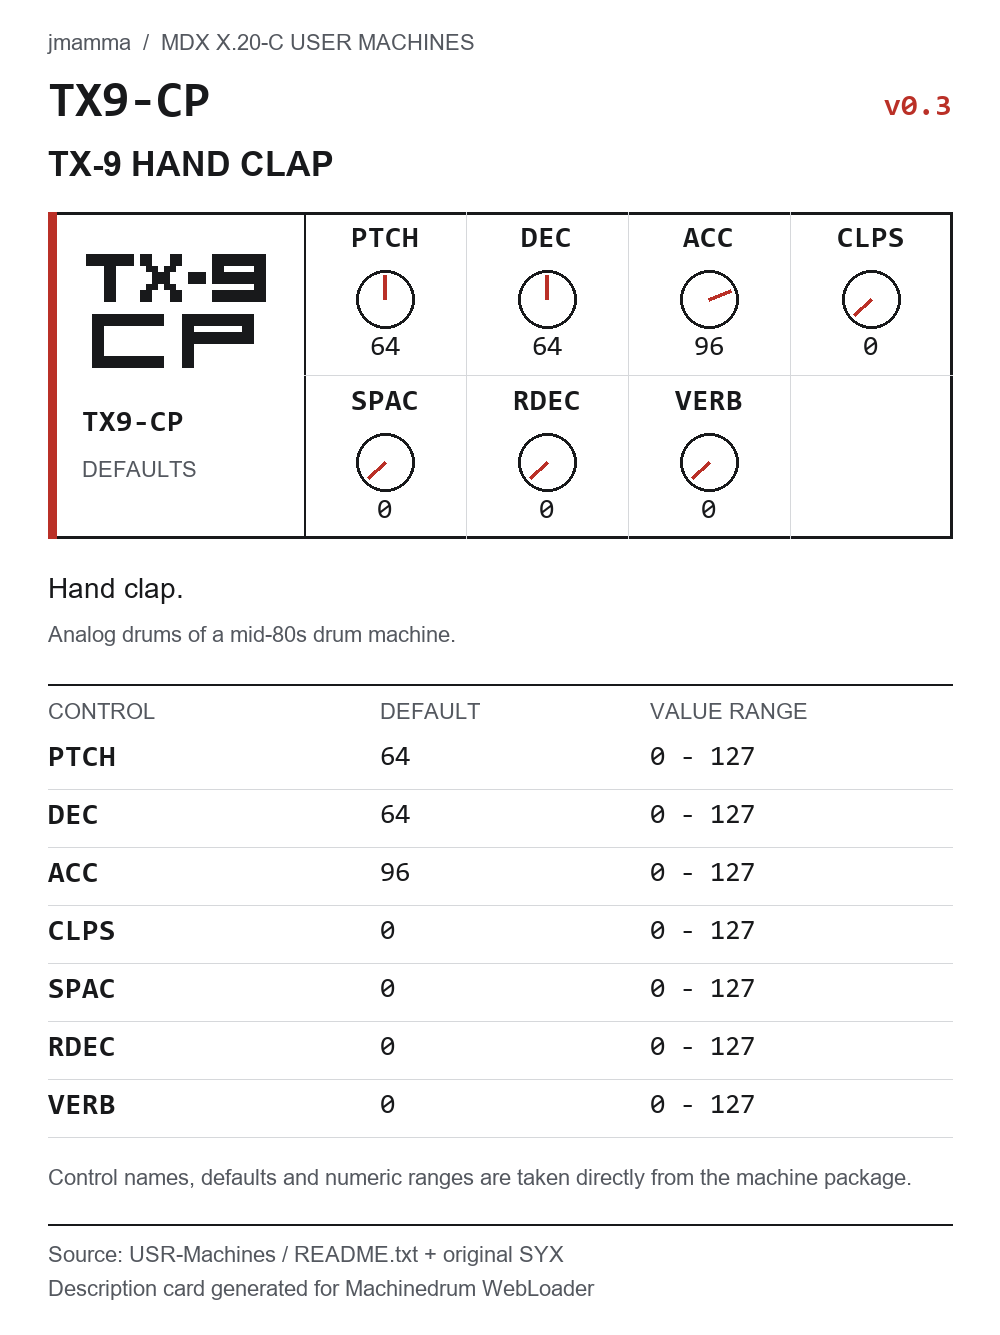 jmamma / MDX X.20-C USER MACHINES
TX9-CP
v0.3
TX-9 HAND CLAP
TX-9
CP
TX9-CP
DEFAULTS
PTCH DEC ACC CLPS
64 64 96 0
SPAC RDEC VERB
0 0 0
Hand clap.
Analog drums of a mid-80s drum machine.
CONTROL DEFAULT VALUE RANGE
PTCH 64 0 - 127
DEC 64 0 - 127
ACC 96 0 - 127
CLPS 0 0 - 127
SPAC 0 0 - 127
RDEC 0 0 - 127
VERB 0 0 - 127
Control names, defaults and numeric ranges are taken directly from the machine package.
Source: USR-Machines / README.txt + original SYX
Description card generated for Machinedrum WebLoader